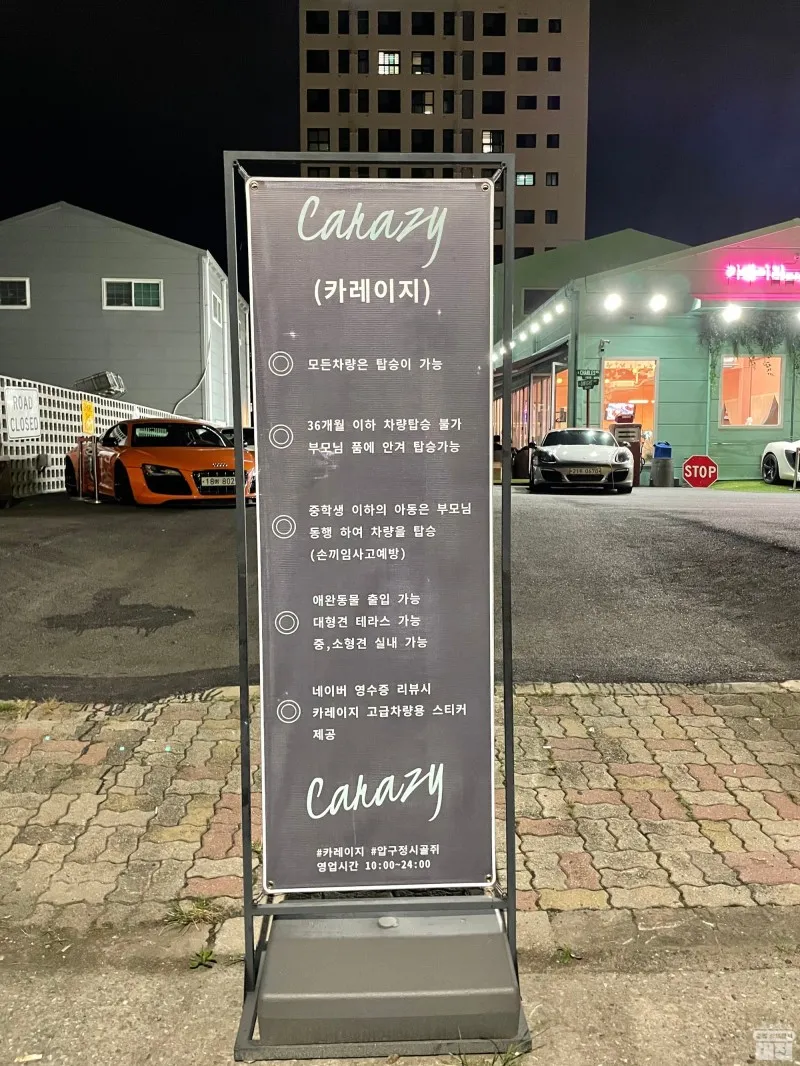 Carazy
(카레이지)
모든차량은 탑승이 가능
36개월 이하 차량탑승 불가
부모님 품에 안겨 탑승가능
중학생 이하의 아동은 부모님
동행 하여 차량을 탑승
(손끼임사고예방)
애완동물 출입 가능
대형견 테라스 가능
중,소형견 실내 가능
네이버 영수증 리뷰시
카레이지 고급차량용 스티커
제공
Carazy
#카레이지 #압구정시골쥐
영업시간 10:00~24:00
ROAD
CLOSED
카레이지
STOP
CHARLES